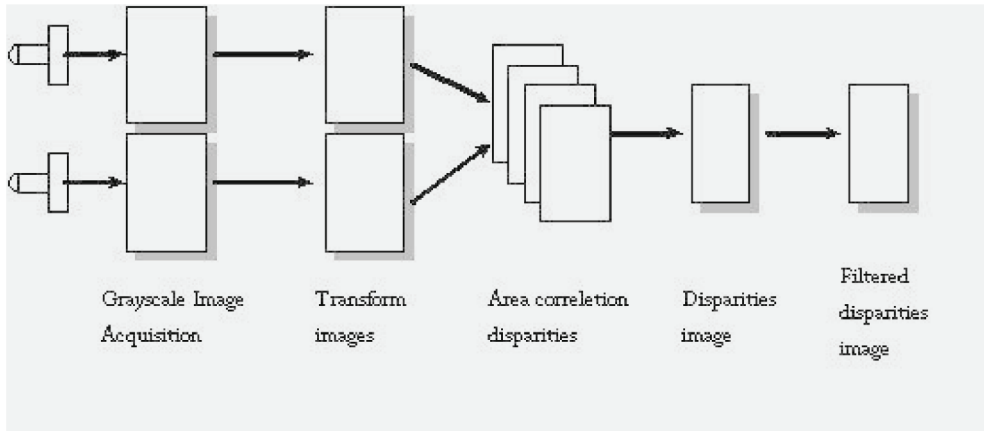 Grayscale Image
Acquisition
Transform
images
Area correletion
disparities
Disparities
image
Filtered
disparities
image